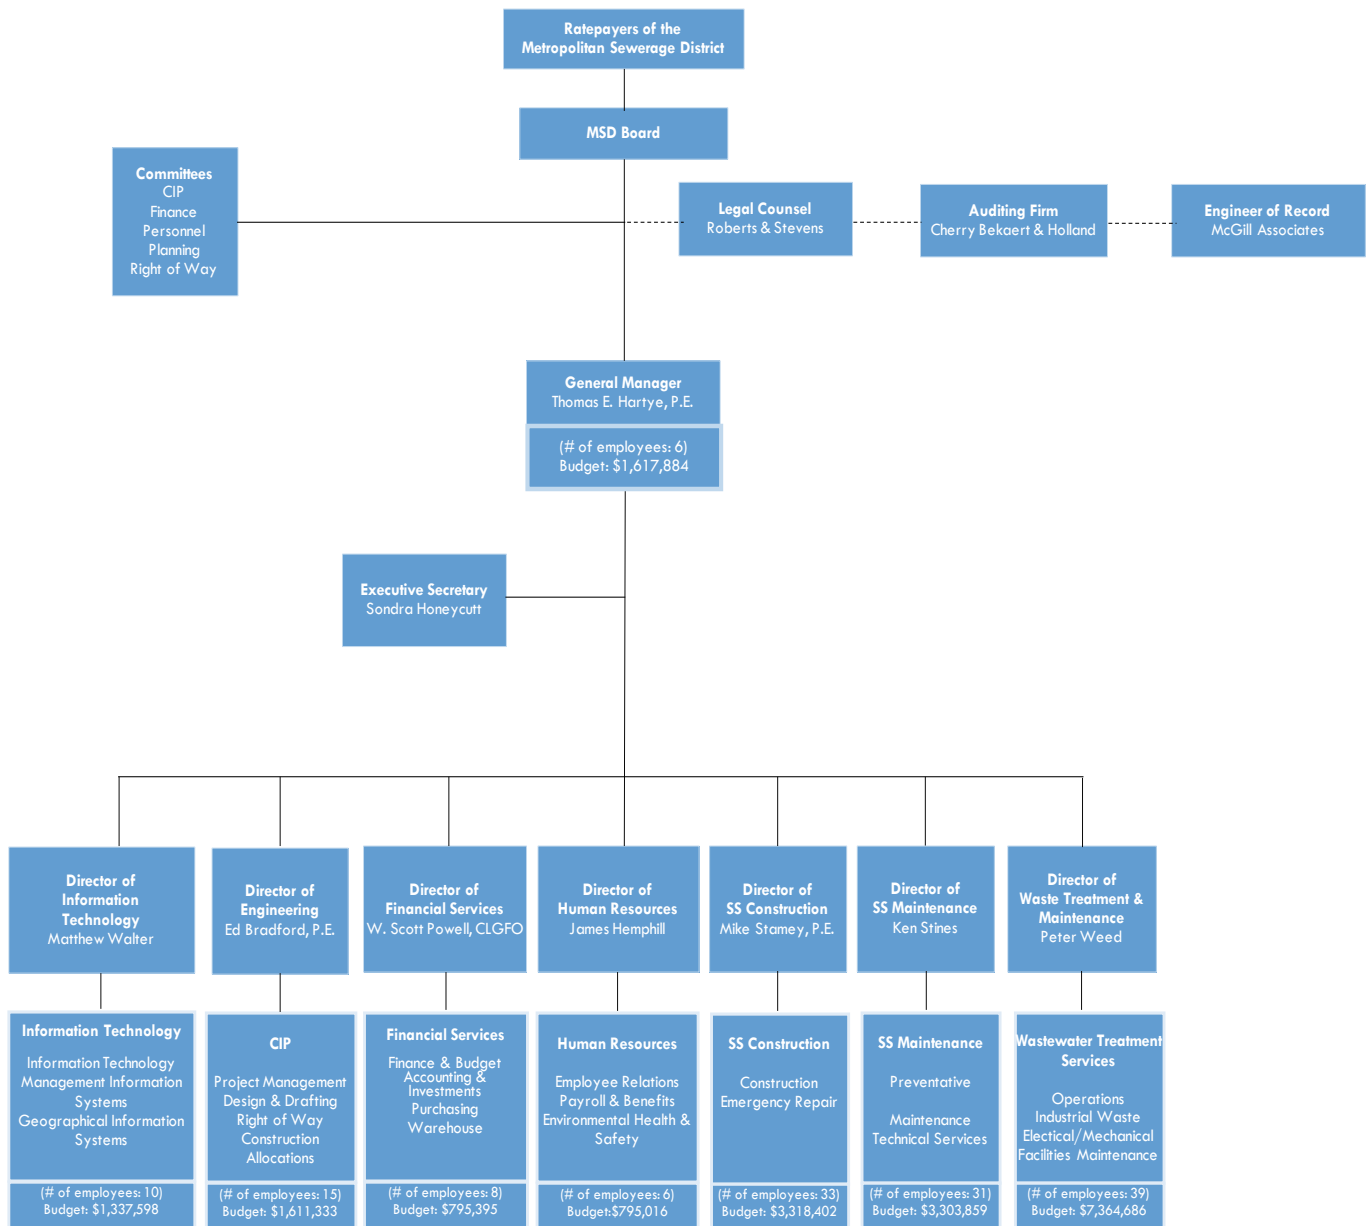 Ratepayers of the
Metropolitan Sewerage District
MSD Board
Committees
CIP
Finance
Personnel
Planning
Right of Way
Legal Counsel
Roberts & Stevens
Auditing Firm
Cherry Bekaert & Holland
Engineer of Record
McGill Associates
General Manager
Thomas E. Hartye, P.E.
(# of employees: 6)
Budget: $1,617,884
Executive Secretary
Sondra Honeycutt
Director of
Information
Technology
Matthew Walter
Director of
Engineering
Ed Bradford, P.E.
Director of
Financial Services
W. Scott Powell, CLGFO
Director of
Human Resources
James Hemphill
Director of
SS Construction
Mike Stamey, P.E.
Director of
SS Maintenance
Ken Stines
Director of
Waste Treatment &
Maintenance
Peter Weed
Information Technology
Information Technology
Management Information
Systems
Geographical Information
Systems
(# of employees: 10)
Budget: $1,337,598
CIP
Project Management
Design & Drafting
Right of Way
Construction
Allocations
(# of employees: 15)
Budget: $1,611,333
Financial Services
Finance & Budget
Accounting &
Investments
Purchasing
Warehouse
(# of employees: 8)
Budget: $795,395
Human Resources
Employee Relations
Payroll & Benefits
Environmental Health &
Safety
(# of employees: 6)
Budget:$795,016
SS Construction
Construction
Emergency Repair
(# of employees: 33)
Budget: $3,318,402
SS Maintenance
Preventative
Maintenance
Technical Services
(# of employees: 31)
Budget: $3,303,859
Wastewater Treatment
Services
Operations
Industrial Waste
Electical/Mechanical
Facilities Maintenance
(# of employees: 39)
Budget: $7,364,686